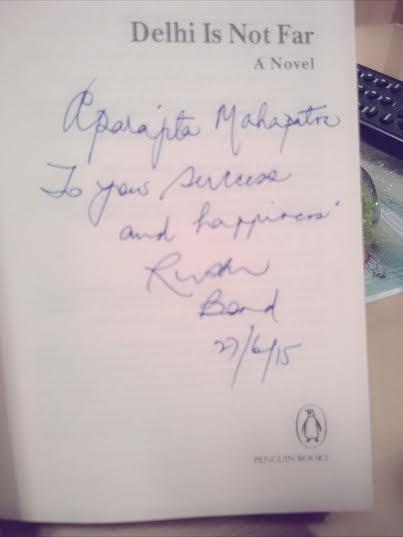 Delhi Is Not Far
A Novel
Aparajita Mahapatra
To your success
and happiness
Ruskin
Bond
27/6/15
PENGUIN BOOKS